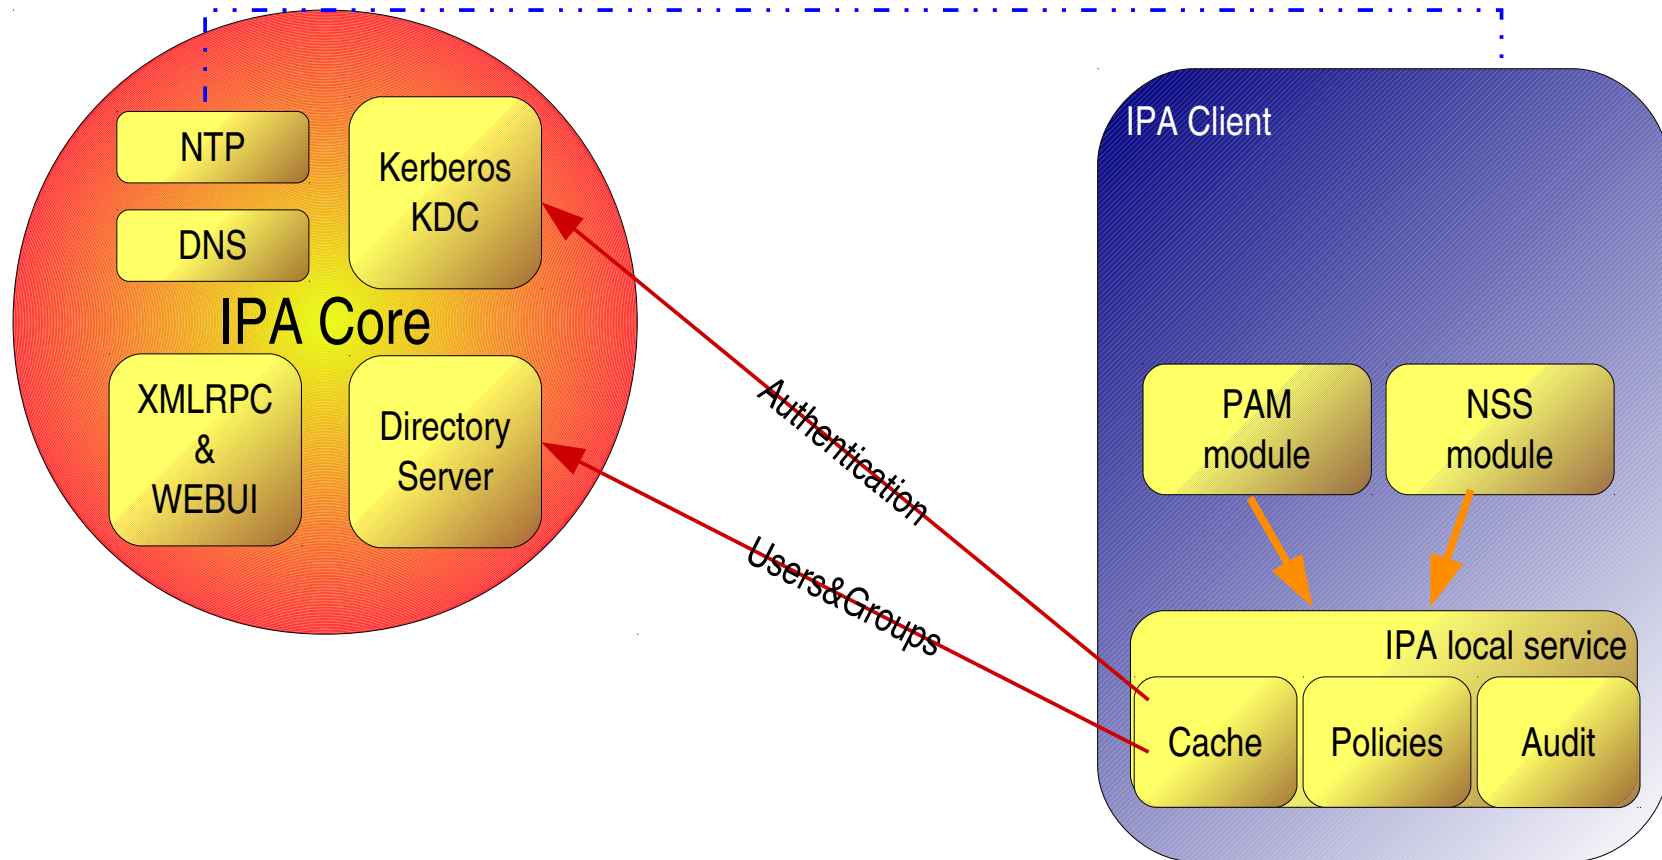 NTP
DNS
Kerberos
KDC
IPA Core
XMLRPC
&
WEBUI
Directory
Server
Authentication
Users&Groups
IPA Client
PAM
module
NSS
module
IPA local service
Cache
Policies
Audit